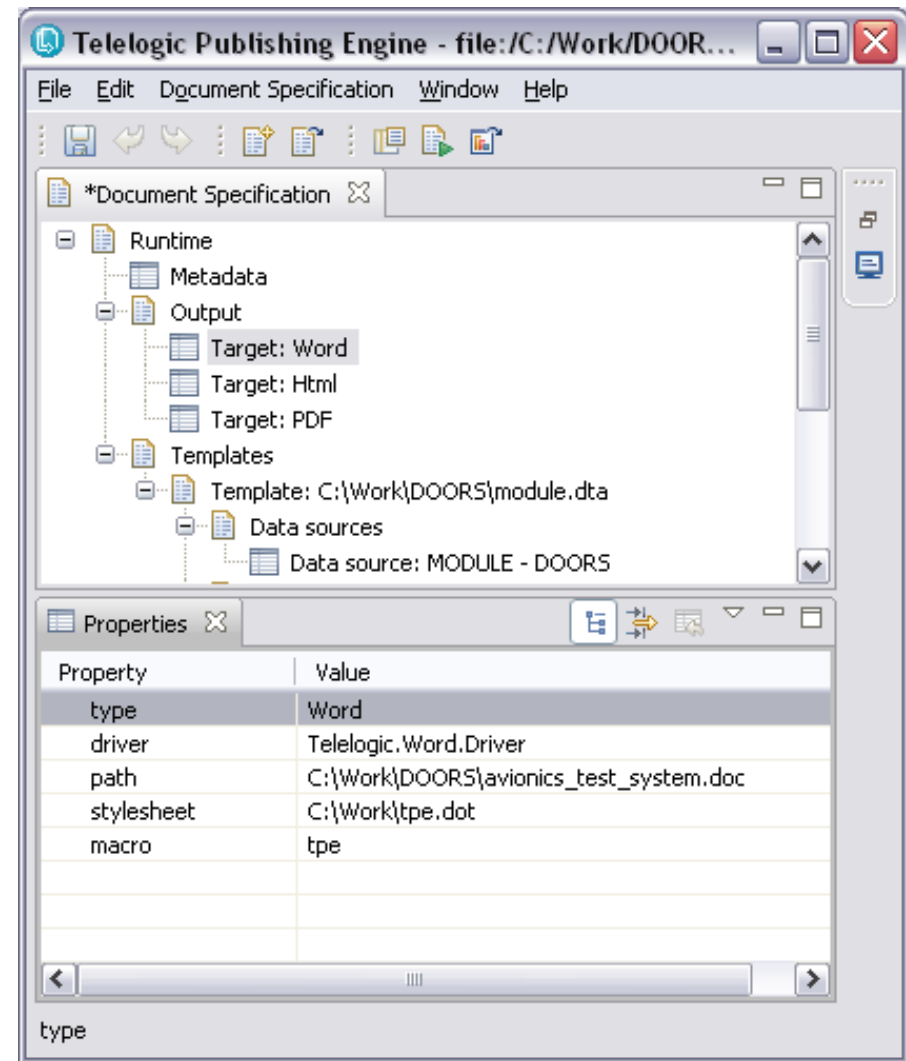 Telelogic Publishing Engine - file:/C:/Work/DOOR...
File Edit Document Specification Window Help
*Document Specification
Runtime
Metadata
Output
Target: Word
Target: Html
Target: PDF
Templates
Template: C:\Work\DOORS\module.dta
Data sources
Data source: MODULE - DOORS
Properties
Property Value
type Word
driver Telelogic.Word.Driver
path C:\Work\DOORS\avionics_test_system.doc
stylesheet C:\Work\tpe.dot
macro tpe
type